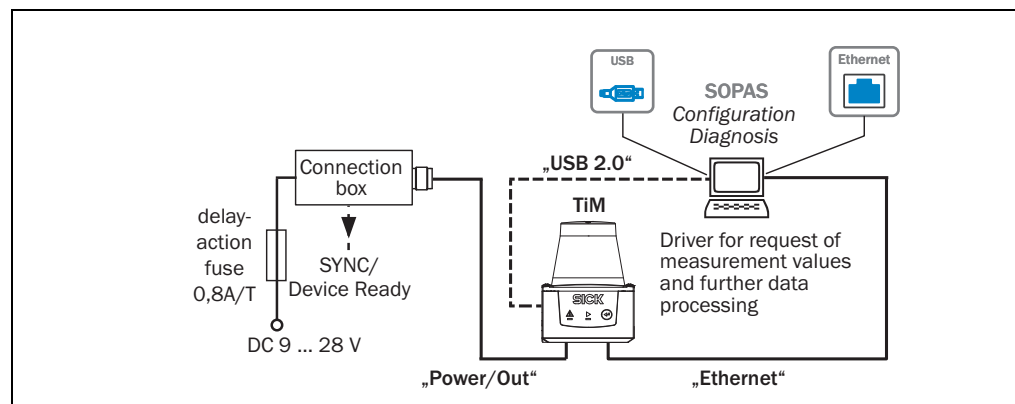 USB
Ethernet
SOPAS
Configuration
Diagnosis
Connection
box
„USB 2.0“
TiM
delay-
action
fuse
0,8A/T
SYNC/
Device Ready
Driver for request of
measurement values
and further data
processing
SICK
DC 9 ... 28 V
„Power/Out“
„Ethernet“